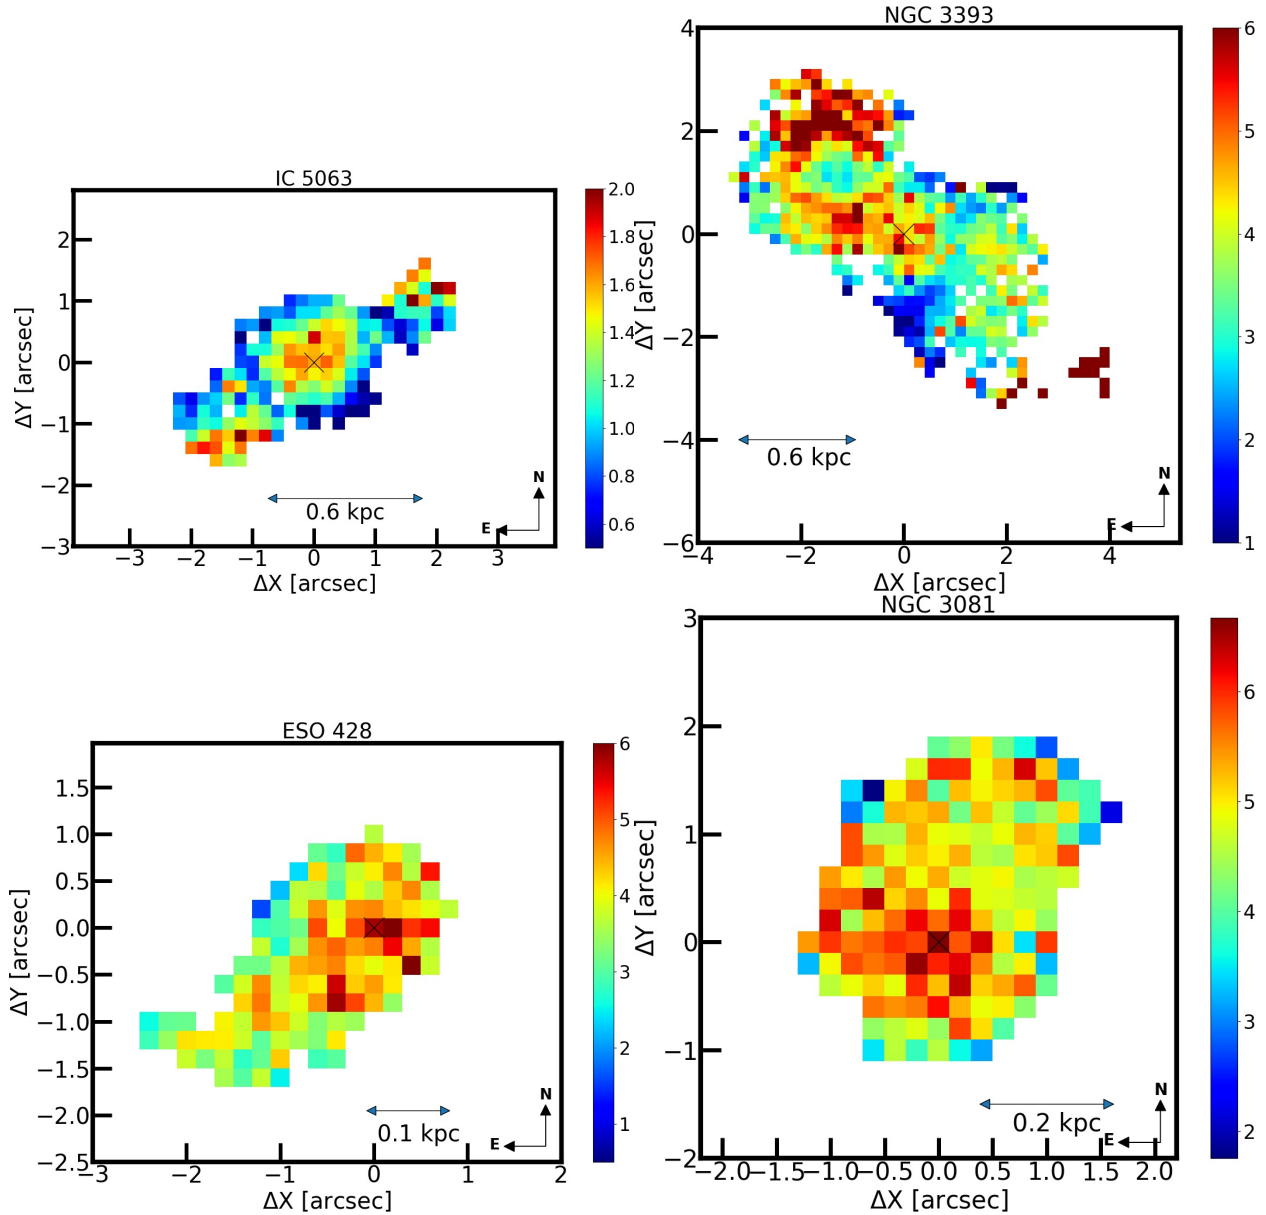 IC 5063
ΔY [arcsec]
2
1
0
−1
−2
−3
−3 −2 −1 0 1 2 3
ΔX [arcsec]
0.6 kpc
N
E
2.0
1.8
1.6
1.4
1.2
1.0
0.8
0.6
NGC 3393
ΔY [arcsec]
4
2
0
−2
−4
−6
−4 −2 0 2 4
ΔX [arcsec]
0.6 kpc
N
E
6
5
4
3
2
1
ESO 428
ΔY [arcsec]
1.5
1.0
0.5
0.0
−0.5
−1.0
−1.5
−2.0
−2.5
−3 −2 −1 0 1 2
ΔX [arcsec]
0.1 kpc
N
E
6
5
4
3
2
1
NGC 3081
ΔY [arcsec]
3
2
1
0
−1
−2
−2.0 −1.5 −1.0 −0.5 0.0 0.5 1.0 1.5 2.0
ΔX [arcsec]
0.2 kpc
N
E
6
5
4
3
2